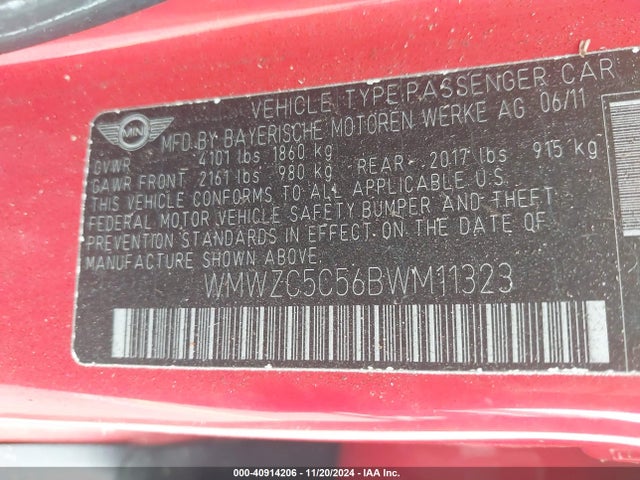 VEHICLE TYPE PASSENGER CAR
MINI
MFD.BY BAYERISCHE MOTOREN WERKE AG 06/11
GVWR 4101 lbs 1860 kg
GAWR FRONT 2161 lbs 980 kg REAR 2017 lbs 915 kg
THIS VEHICLE CONFORMS TO ALL APPLICABLE U.S.
FEDERAL MOTOR VEHICLE SAFETY BUMPER AND THEFT
PREVENTION STANDARDS IN EFFECT ON THE DATE OF
MANUFACTURE SHOWN ABOVE.
WMWZC5C56BWM11323
000-40914206 - 11/20/2024 - IAA Inc.